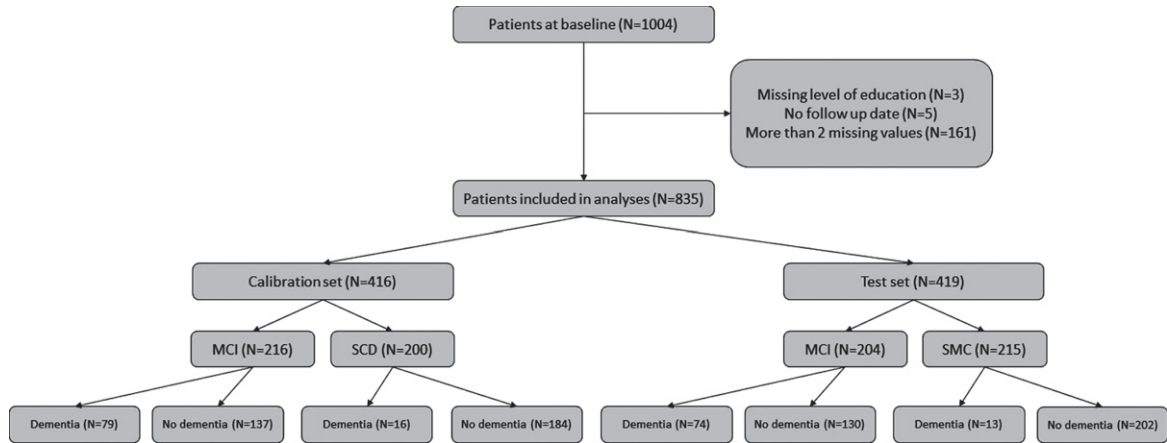 Patients at baseline (N=1004)
Missing level of education (N=3)
No follow up date (N=5)
More than 2 missing values (N=161)
Patients included in analyses (N=835)
Calibration set (N=416)
Test set (N=419)
MCI (N=216)
SCD (N=200)
MCI (N=204)
SMC (N=215)
Dementia (N=79)
No dementia (N=137)
Dementia (N=16)
No dementia (N=184)
Dementia (N=74)
No dementia (N=130)
Dementia (N=13)
No dementia (N=202)